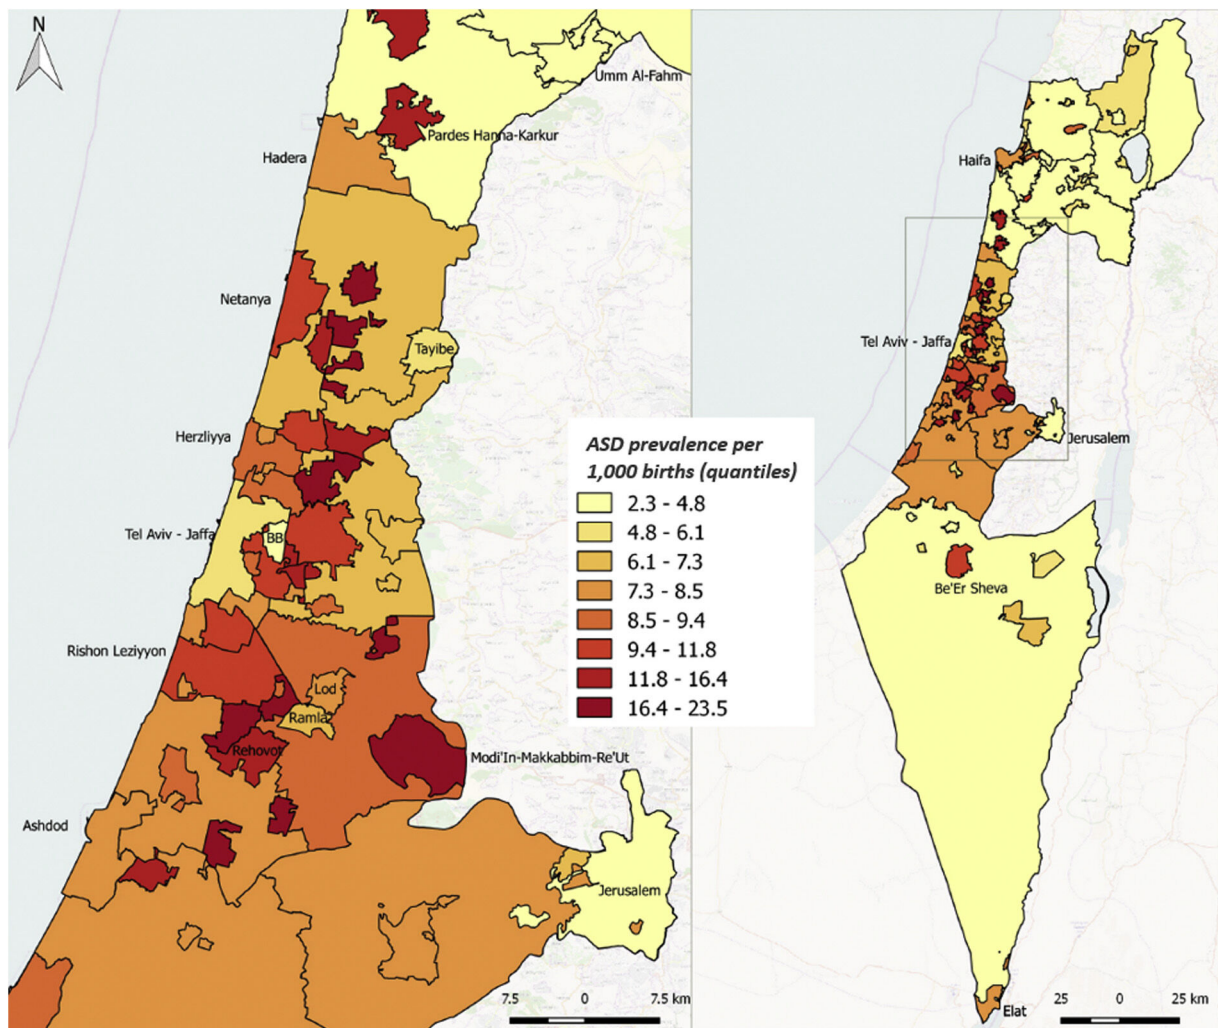 N
Umm Al-Fahm
Pardes Hanna-Karkur
Hadera
Netanya
Tayibe
Herzliyya
Tel Aviv - Jaffa
BB
Rishon Leziyyon
Lod
Ramla
Rehovot
Modi'In-Makkabbim-Re'Ut
Ashdod
Jerusalem
7.5 0 7.5 km
ASD prevalence per
1,000 births (quantiles)
2.3 - 4.8
4.8 - 6.1
6.1 - 7.3
7.3 - 8.5
8.5 - 9.4
9.4 - 11.8
11.8 - 16.4
16.4 - 23.5
Haifa
Tel Aviv - Jaffa
Jerusalem
Be'Er Sheva
Elat
25 0 25 km